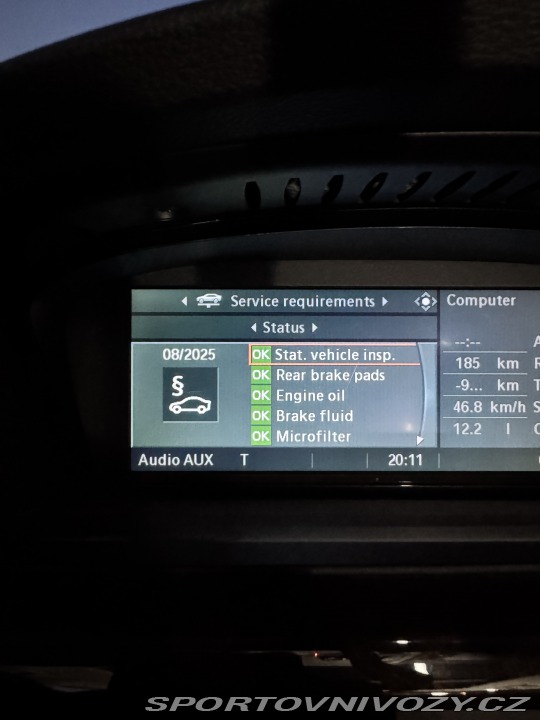 Service requirements
Computer
Status
08/2025
§
OK Stat. vehicle insp.
OK Rear brake pads
OK Engine oil
OK Brake fluid
OK Microfilter
--:--
185 km
-9... km
46.8 km/h
12.2 l
Audio AUX T 20:11
SPORTOVNIVOZY.CZ